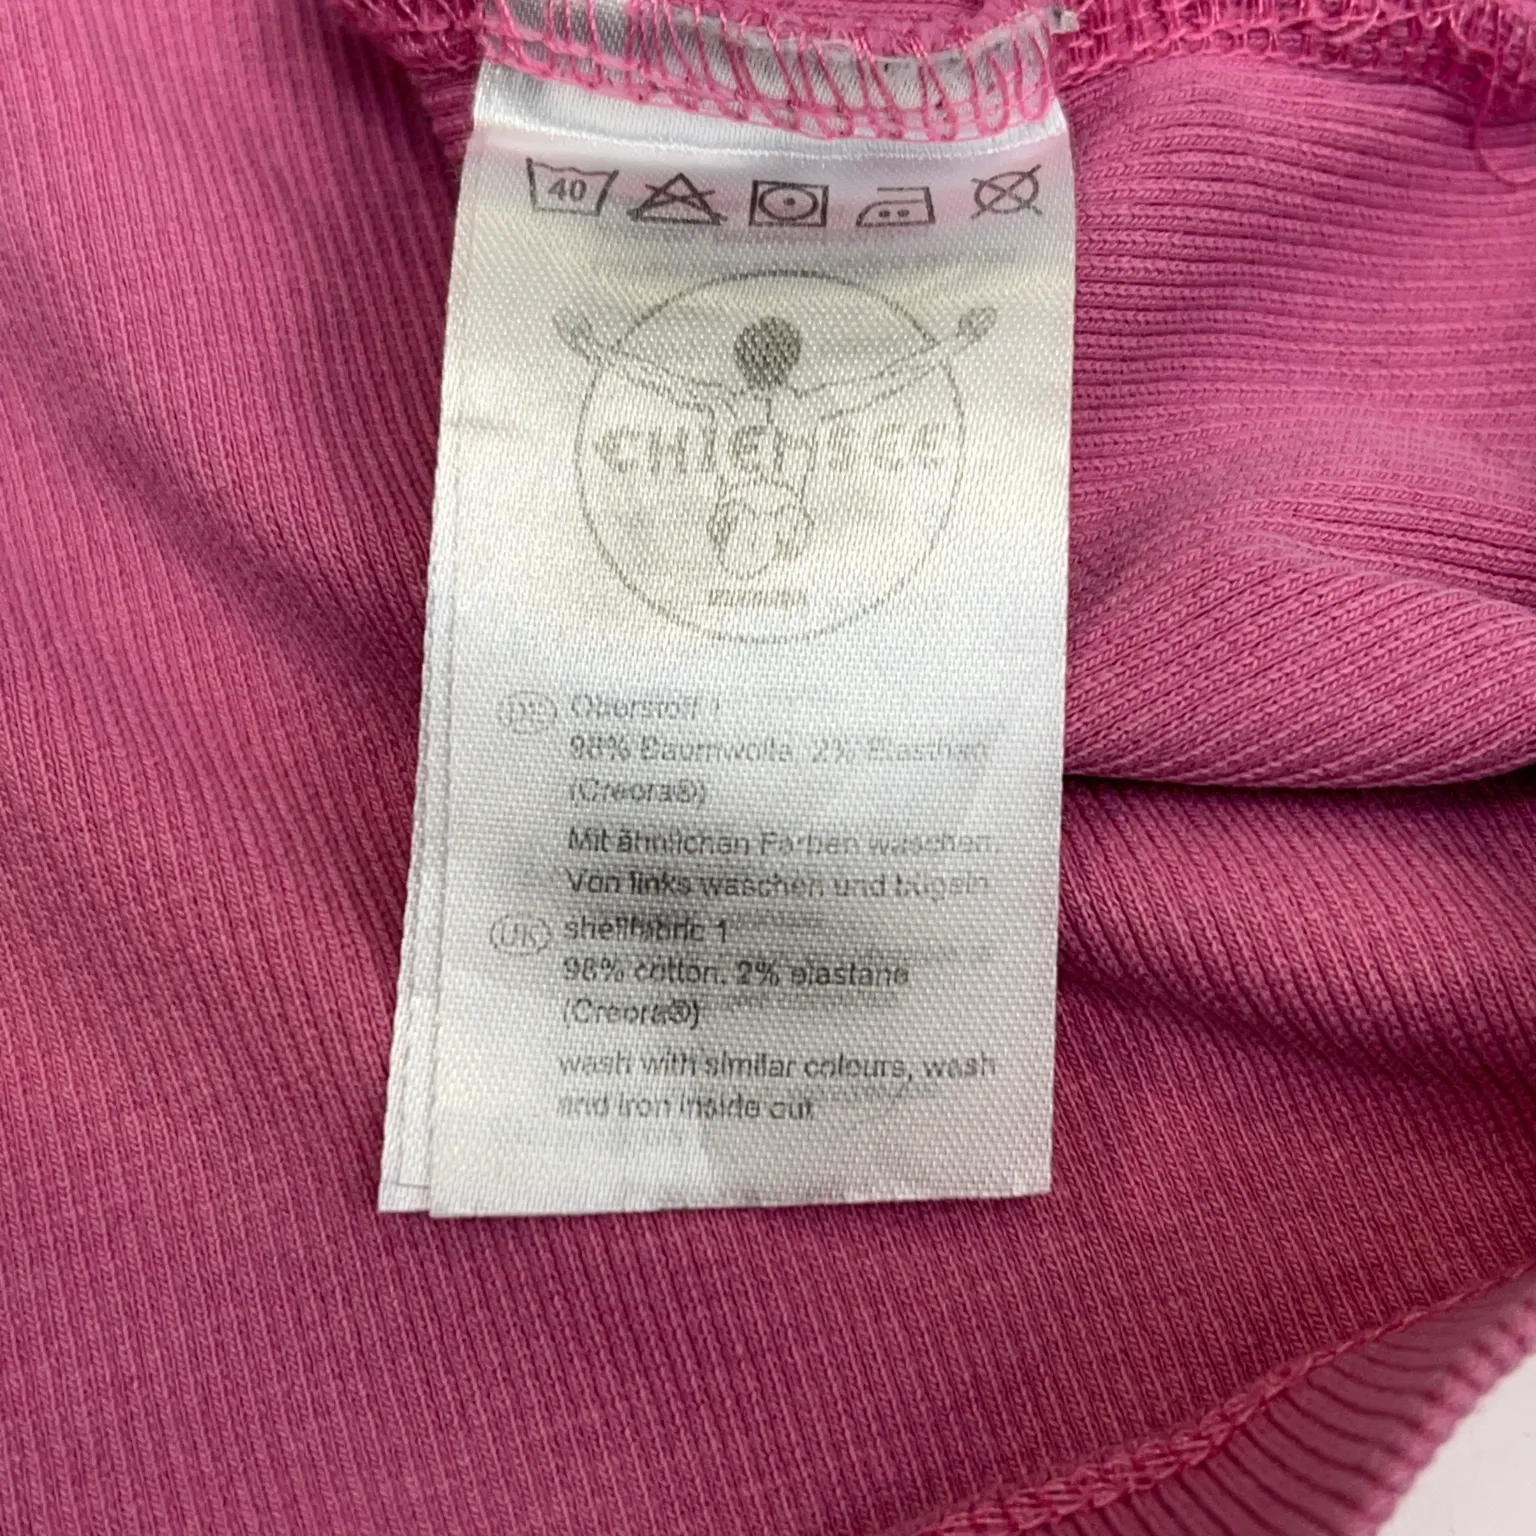 40
CHIEMSEE
DE Oberstoff 1
98% Baumwolle, 2% Elasthan
(Creora®)
Mit ähnlichen Farben waschen,
Von links waschen und bügeln
UK shellfabric 1
98% cotton, 2% elastane
(Creora®)
wash with similar colours, wash
and iron inside out